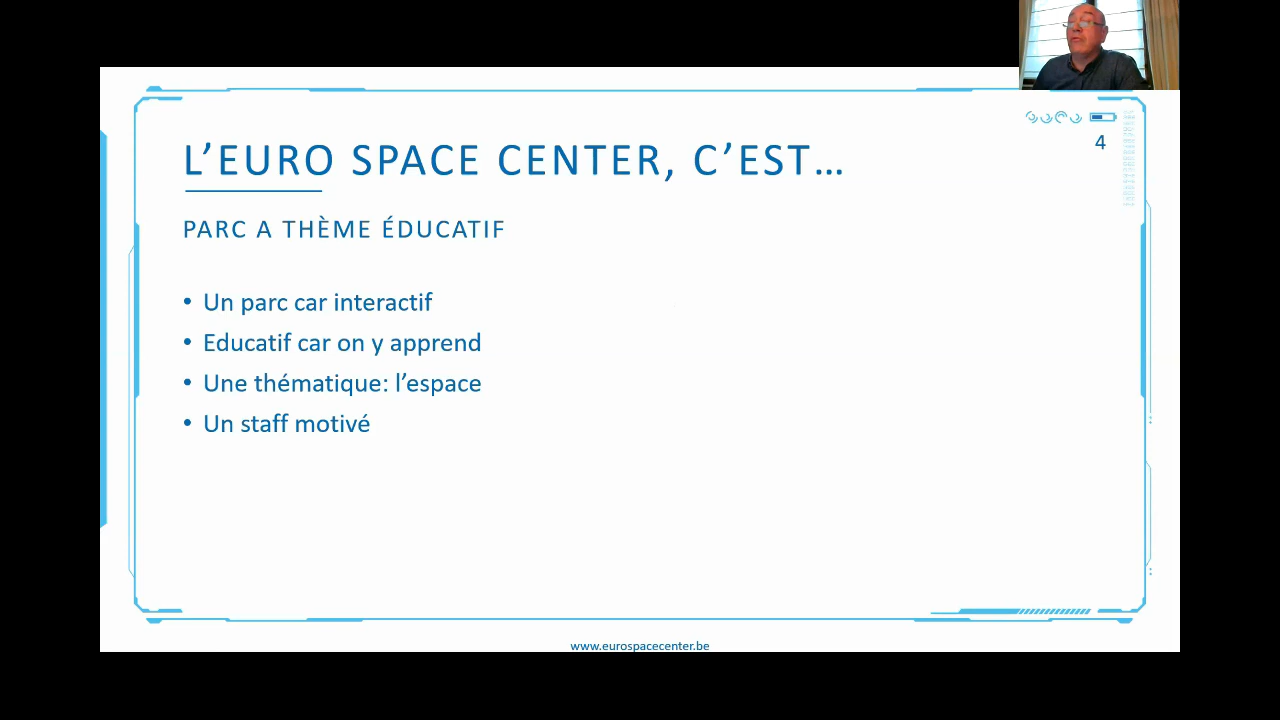 4
L’EURO SPACE CENTER, C’EST…
PARC A THÈME ÉDUCATIF
• Un parc car interactif
• Educatif car on y apprend
• Une thématique: l’espace
• Un staff motivé
www.eurospacecenter.be